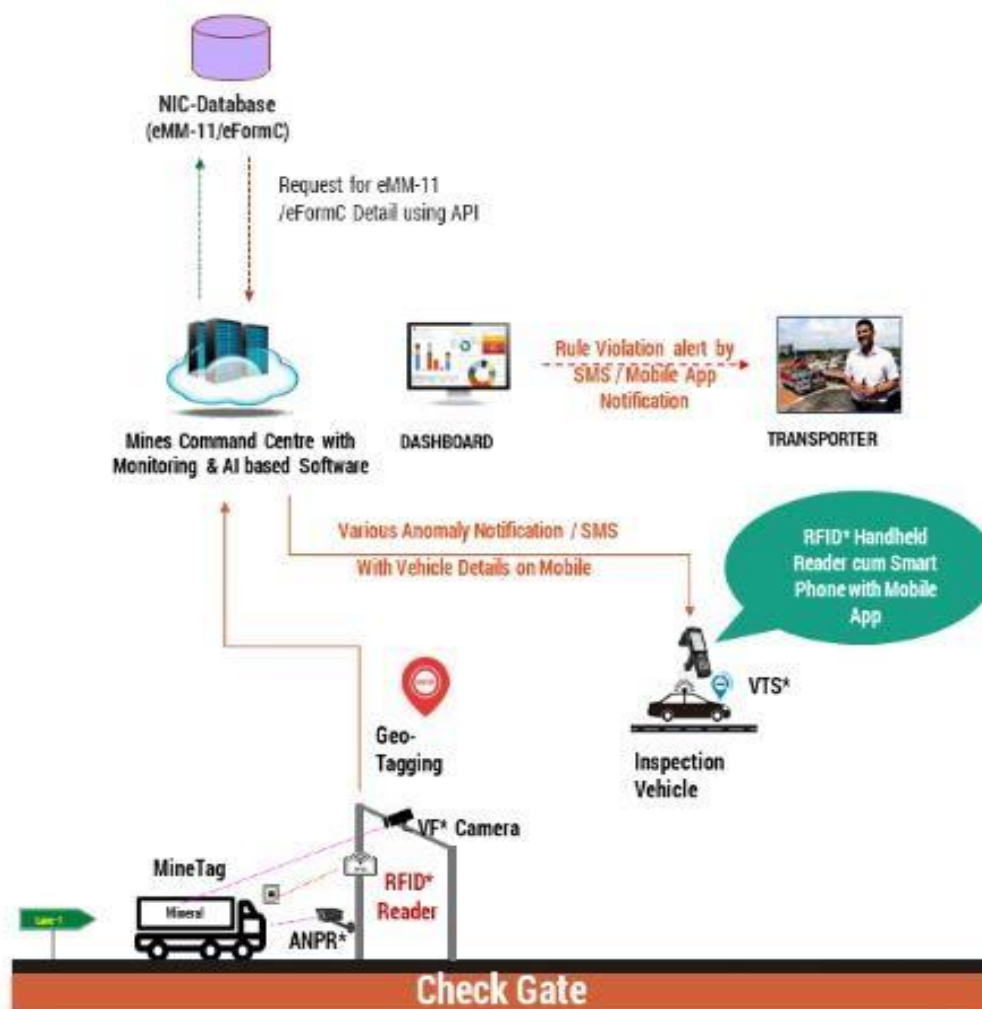 NIC-Database
(eMM-11/eFormC)
Request for eMM-11
/eFormC Detail using API
Mines Command Centre with
Monitoring & AI based Software
DASHBOARD
Rule Violation alert by
SMS / Mobile App
Notification
TRANSPORTER
Various Anomaly Notification / SMS
With Vehicle Details on Mobile
RFID* Handheld
Reader cum Smart
Phone with Mobile
App
VTS*
Inspection
Vehicle
Geo-
Tagging
VF* Camera
MineTag
RFID*
Reader
Mineral
ANPR*
Lane-1
Check Gate